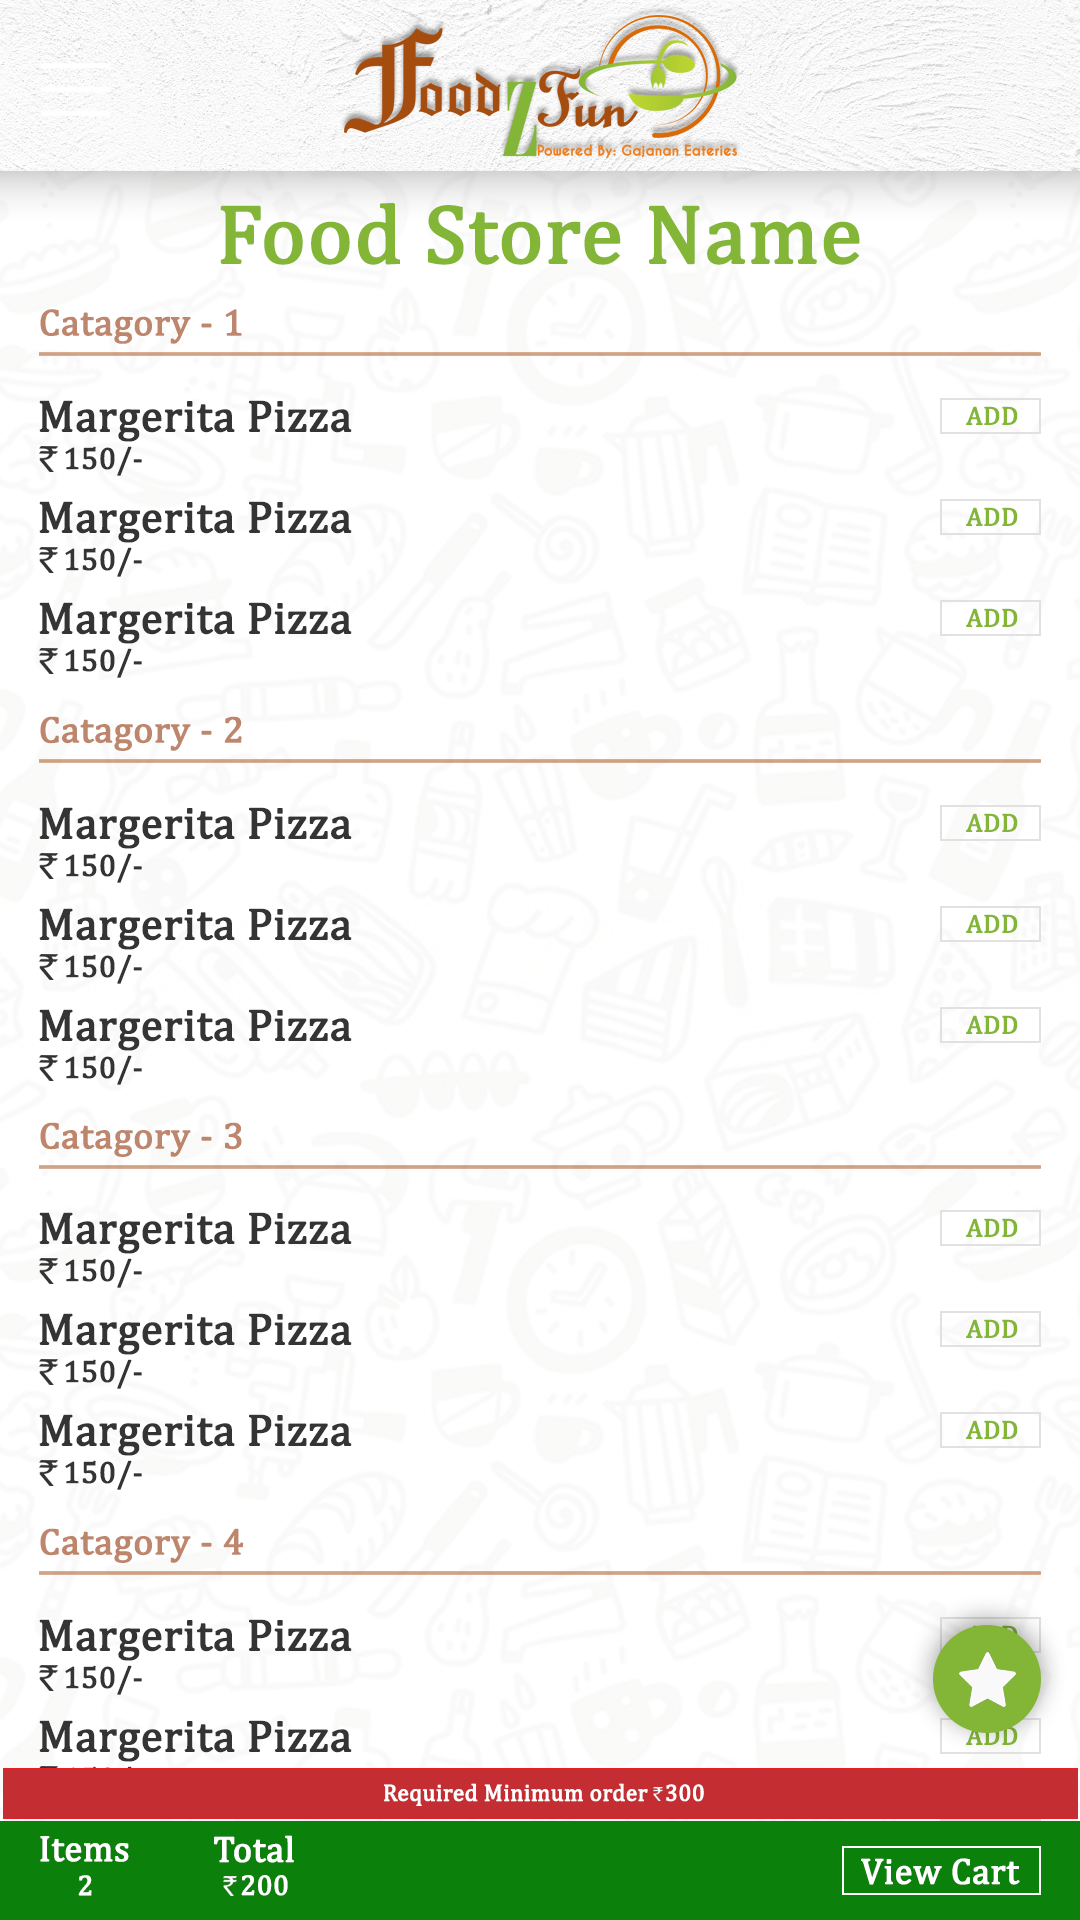 Food Z Fun
Powered By: Gajanan Eateries
Food Store Name
Catagory - 1
Margerita Pizza ADD
₹150/-
Margerita Pizza ADD
₹150/-
Margerita Pizza ADD
₹150/-
Catagory - 2
Margerita Pizza ADD
₹150/-
Margerita Pizza ADD
₹150/-
Margerita Pizza ADD
₹150/-
Catagory - 3
Margerita Pizza ADD
₹150/-
Margerita Pizza ADD
₹150/-
Margerita Pizza ADD
₹150/-
Catagory - 4
Margerita Pizza
₹150/-
Margerita Pizza ADD
Required Minimum order ₹300
Items Total
2 ₹200
View Cart